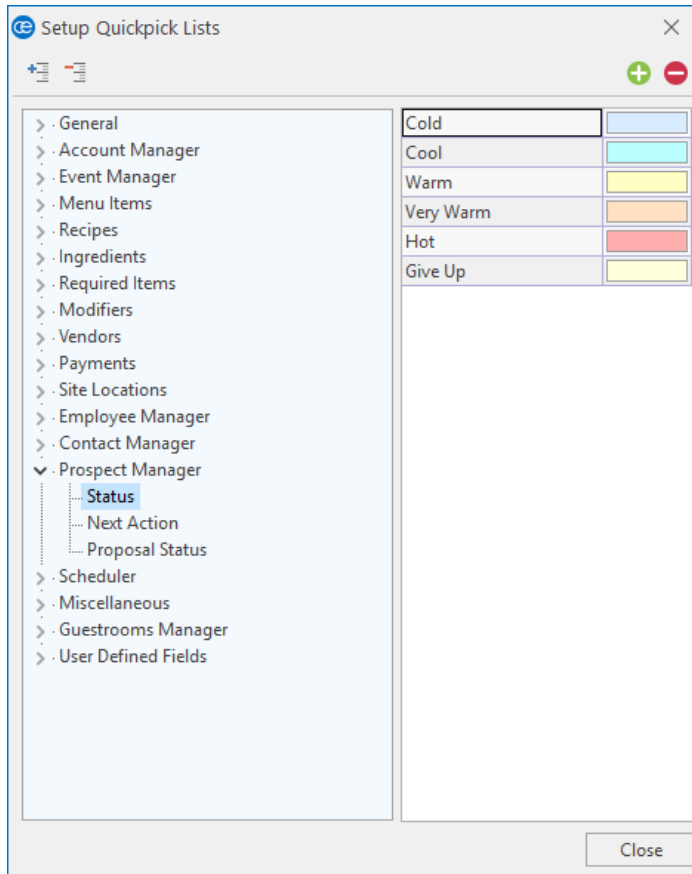 Setup Quickpick Lists
General
Account Manager
Event Manager
Menu Items
Recipes
Ingredients
Required Items
Modifiers
Vendors
Payments
Site Locations
Employee Manager
Contact Manager
Prospect Manager
Status
Next Action
Proposal Status
Scheduler
Miscellaneous
Guestrooms Manager
User Defined Fields
Cold
Cool
Warm
Very Warm
Hot
Give Up
Close